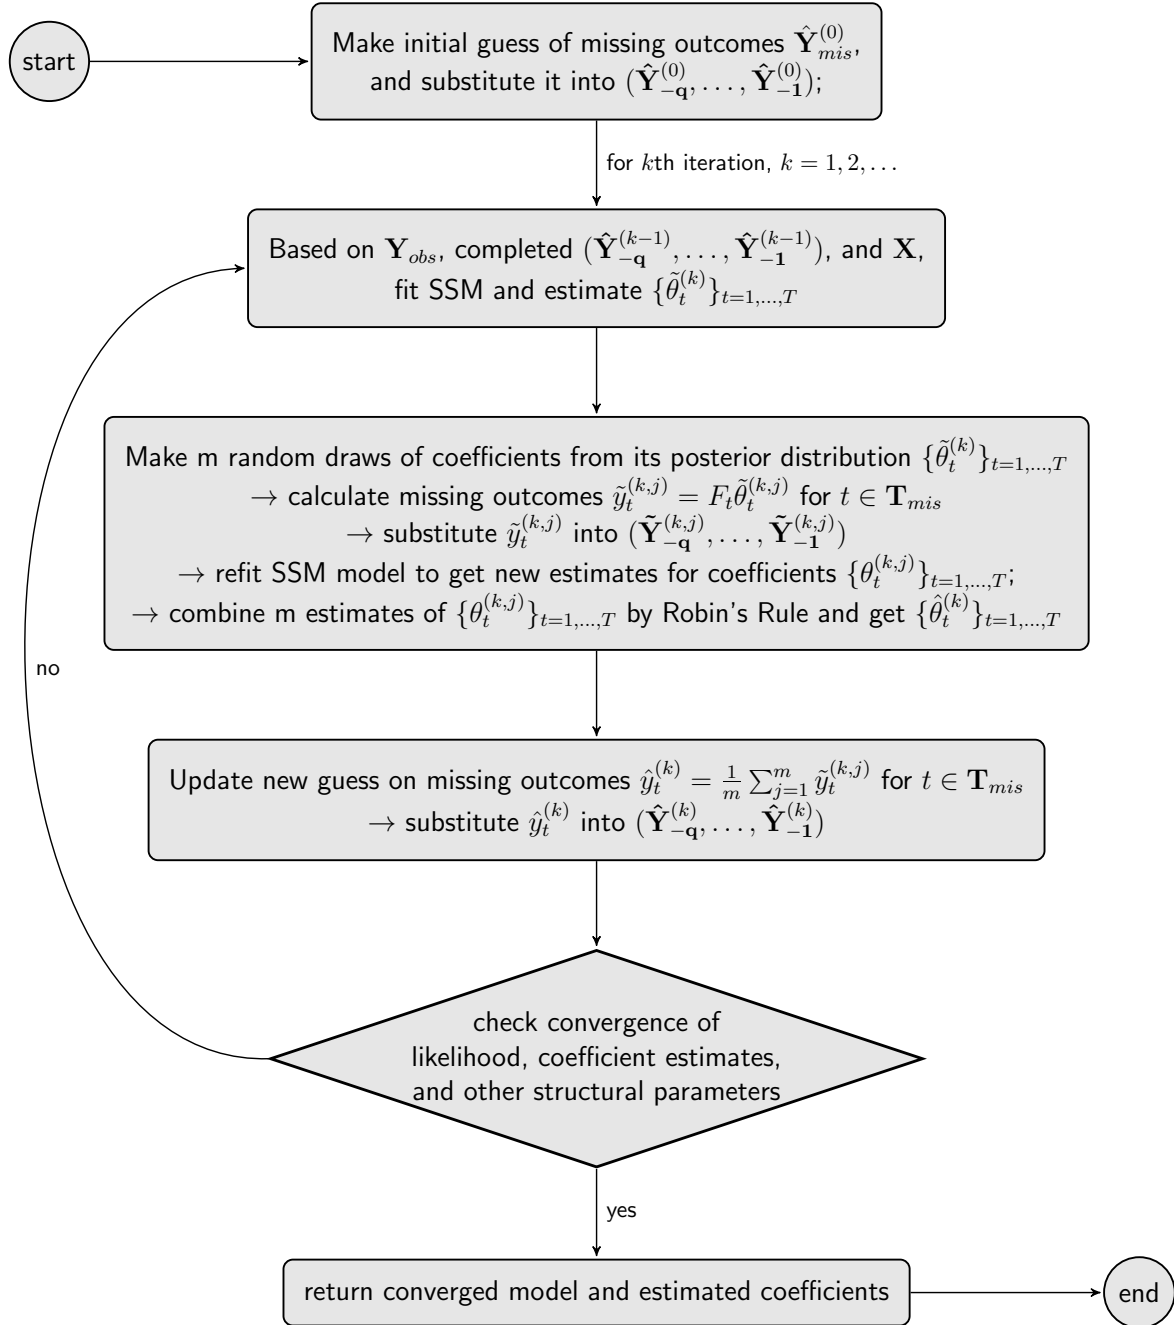 start
Make initial guess of missing outcomes $\hat{\mathbf{Y}}_{mis}^{(0)}$,
and substitute it into $(\hat{\mathbf{Y}}_{-\mathbf{q}}^{(0)}, \ldots, \hat{\mathbf{Y}}_{-\mathbf{1}}^{(0)})$;
for $k$th iteration, $k = 1, 2, \ldots$
Based on $\mathbf{Y}_{obs}$, completed $(\hat{\mathbf{Y}}_{-\mathbf{q}}^{(k-1)}, \ldots, \hat{\mathbf{Y}}_{-\mathbf{1}}^{(k-1)})$, and $\mathbf{X}$,
fit SSM and estimate $\{\tilde{\theta}_t^{(k)}\}_{t=1,\ldots,T}$
Make m random draws of coefficients from its posterior distribution $\{\tilde{\theta}_t^{(k)}\}_{t=1,\ldots,T}$
→ calculate missing outcomes $\tilde{y}_t^{(k,j)} = F_t \tilde{\theta}_t^{(k,j)}$ for $t \in \mathbf{T}_{mis}$
→ substitute $\tilde{y}_t^{(k,j)}$ into $(\tilde{\mathbf{Y}}_{-\mathbf{q}}^{(k,j)}, \ldots, \tilde{\mathbf{Y}}_{-\mathbf{1}}^{(k,j)})$
→ refit SSM model to get new estimates for coefficients $\{\theta_t^{(k,j)}\}_{t=1,\ldots,T}$;
→ combine m estimates of $\{\theta_t^{(k,j)}\}_{t=1,\ldots,T}$ by Robin's Rule and get $\{\hat{\theta}_t^{(k)}\}_{t=1,\ldots,T}$
no
Update new guess on missing outcomes $\hat{y}_t^{(k)} = \frac{1}{m} \sum_{j=1}^{m} \tilde{y}_t^{(k,j)}$ for $t \in \mathbf{T}_{mis}$
→ substitute $\hat{y}_t^{(k)}$ into $(\hat{\mathbf{Y}}_{-\mathbf{q}}^{(k)}, \ldots, \hat{\mathbf{Y}}_{-\mathbf{1}}^{(k)})$
check convergence of
likelihood, coefficient estimates,
and other structural parameters
yes
return converged model and estimated coefficients
end